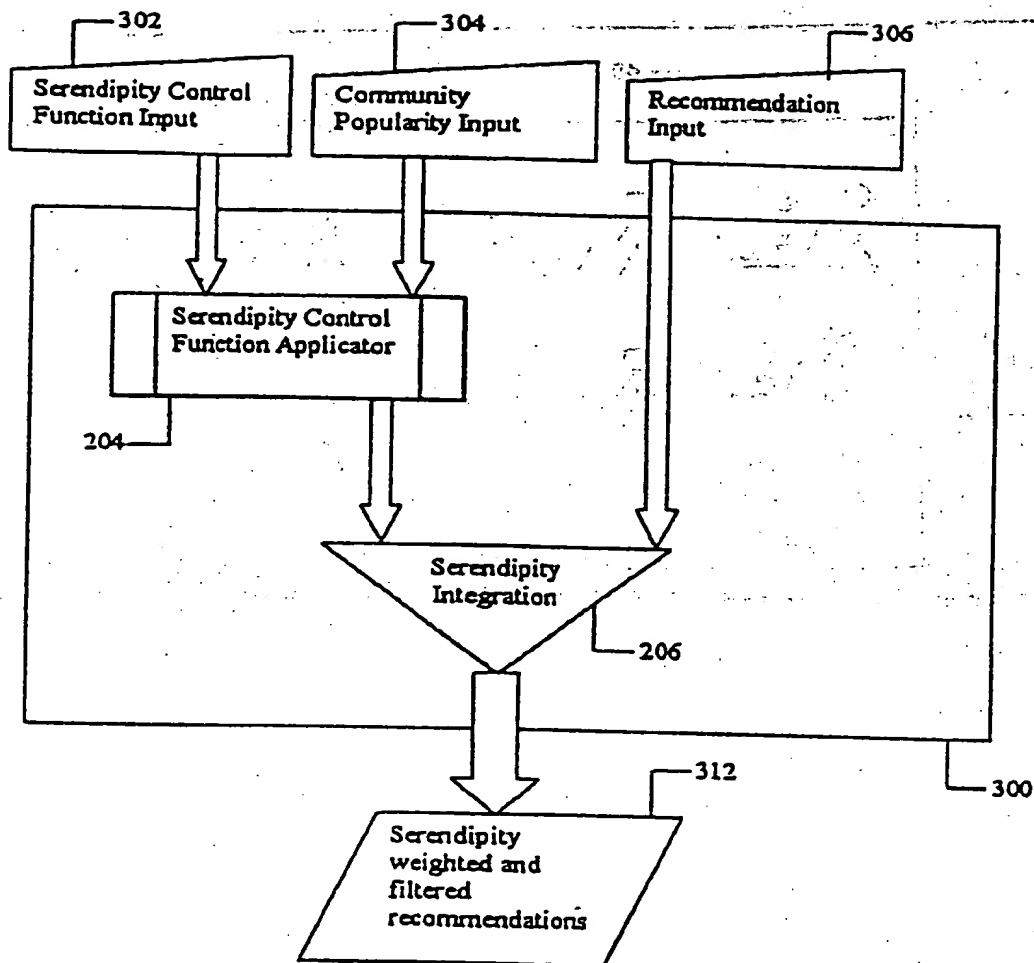 302
304
306
Serendipity Control
Function Input
Community
Popularity Input
Recommendation
Input
Serendipity Control
Function Applicator
204
Serendipity
Integration
206
312
300
Serendipity
weighted and
filtered
recommendations